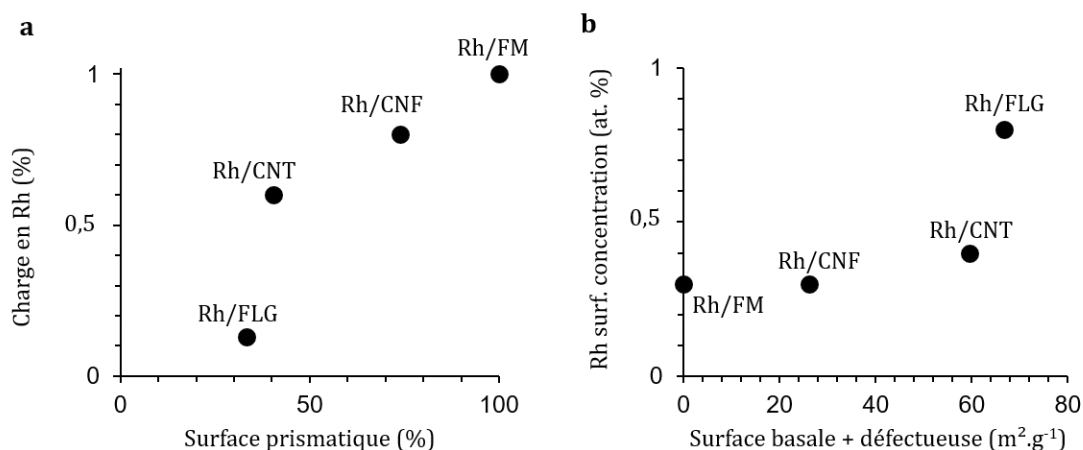 a
Rh/FM
Rh/CNF
Rh/CNT
Rh/FLG
1
0,5
0
0
50
100
Charge en Rh (%)
Surface prismatique (%)
b
Rh/FLG
Rh/CNT
Rh/CNF
Rh/FM
1
0,5
0
0
20
40
60
80
Rh surf. concentration (at. %)
Surface basale + défectueuse (m².g⁻¹)